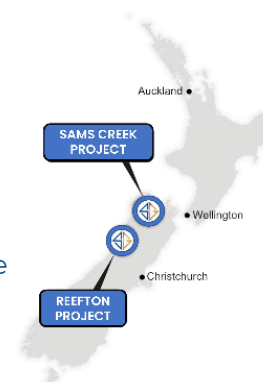 Auckland
SAMS CREEK
PROJECT
Wellington
e
Christchurch
REEFTON
PROJECT